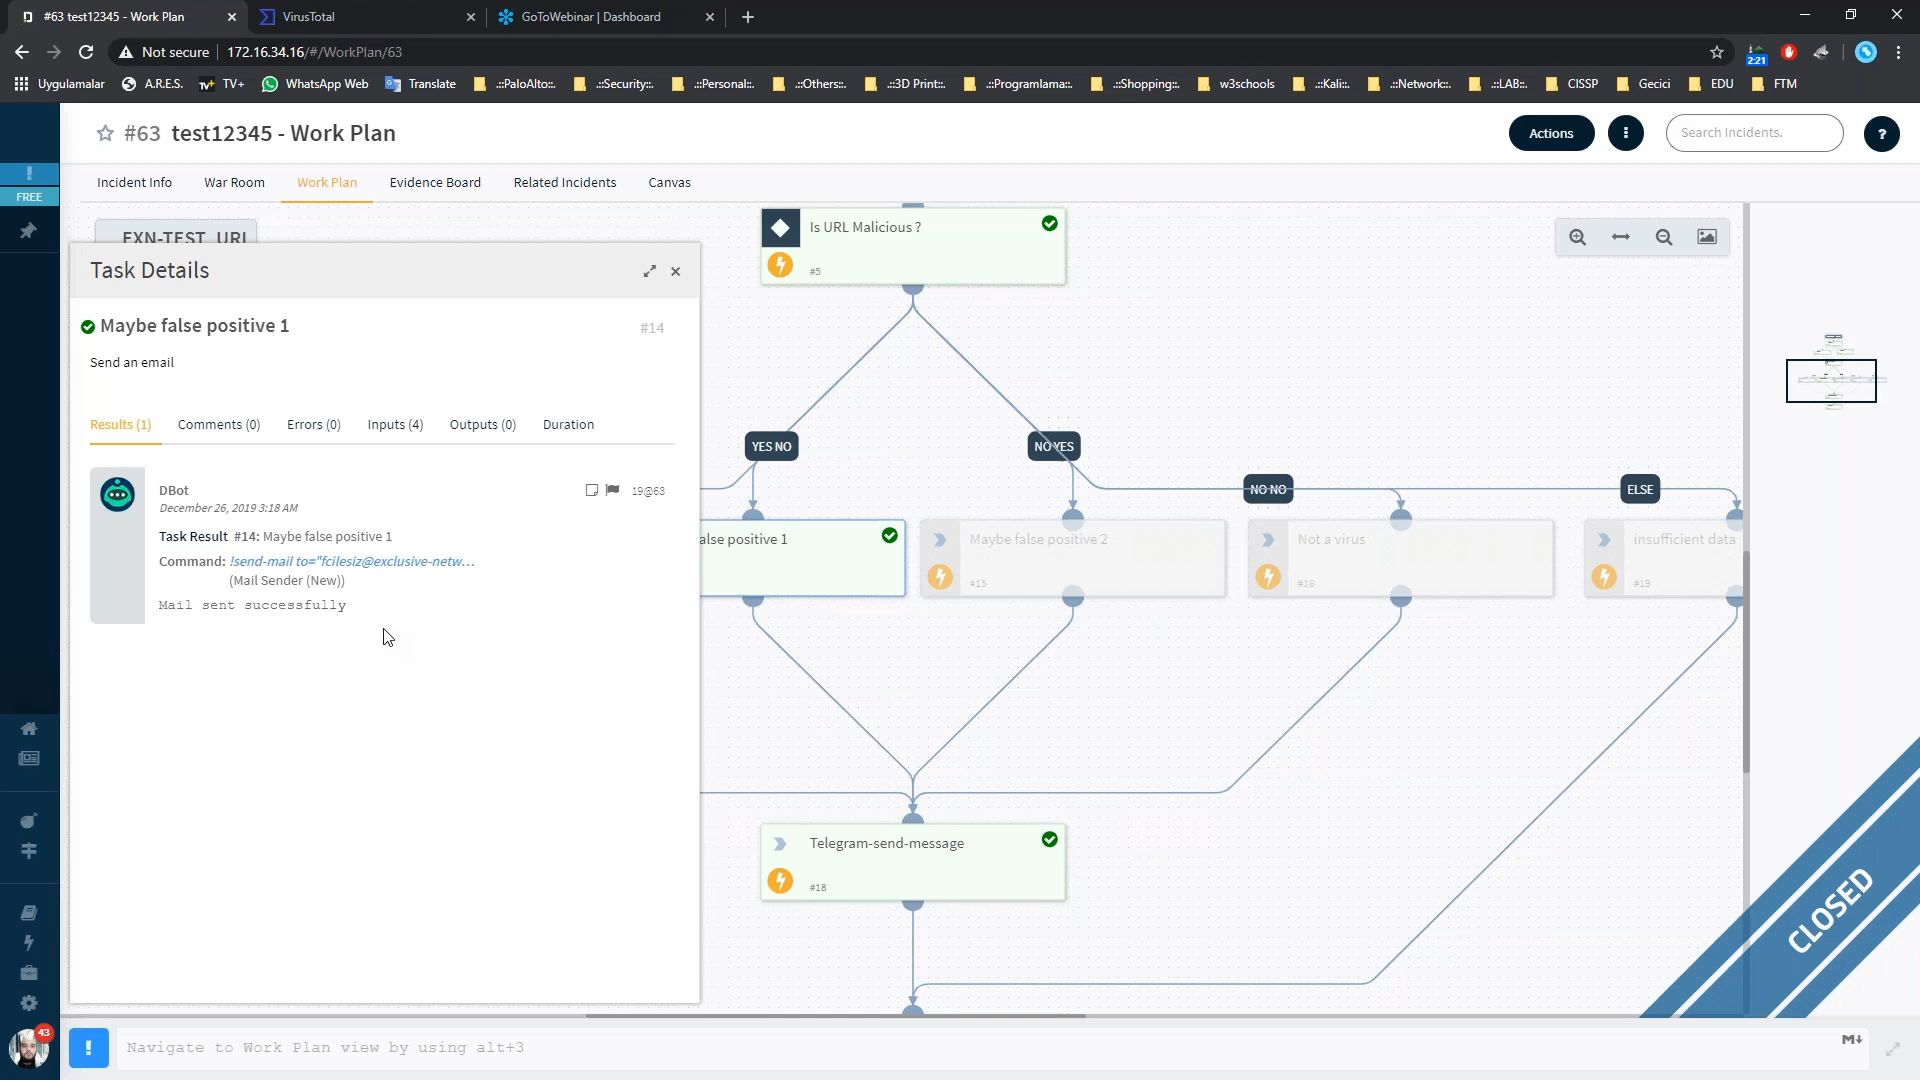 #63 test12345 - Work Plan
VirusTotal
GoToWebinar | Dashboard
Not secure
172.16.34.16/#/WorkPlan/63
2:21
Uygulamalar
A.R.E.S.
TV+
WhatsApp Web
Translate
.::PaloAlto::.
.::Security::.
.::Personal::.
.::Others::.
.::3D Print::.
.::Programlama::.
.::Shopping::.
w3schools
.::Kali::.
.::Network::.
.::LAB::.
CISSP
Gecici
EDU
FTM
#63 test12345 - Work Plan
Actions
Search Incidents.
?
Incident Info
War Room
Work Plan
Evidence Board
Related Incidents
Canvas
!
FREE
EXN-TEST_URL
Task Details
Maybe false positive 1
#14
Send an email
Results (1)
Comments (0)
Errors (0)
Inputs (4)
Outputs (0)
Duration
DBot
19@63
December 26, 2019 3:18 AM
Task Result #14: Maybe false positive 1
Command: !send-mail to="fcilesiz@exclusive-netw...
(Mail Sender (New))
Mail sent successfully
Is URL Malicious ?
#5
YES NO
NO YES
NO NO
ELSE
alse positive 1
Maybe false positive 2
#15
Not a virus
#16
insufficient data
#19
Telegram-send-message
#18
CLOSED
43
!
Navigate to Work Plan view by using alt+3
M↓